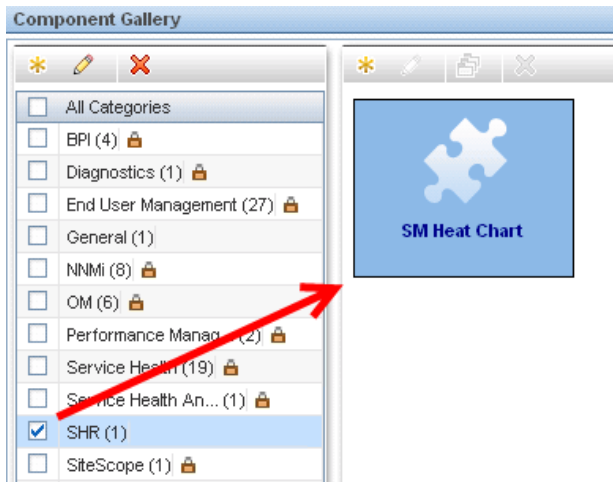 Component Gallery
All Categories
BPI (4)
Diagnostics (1)
End User Management (27)
General (1)
NNMi (8)
OM (6)
Performance Manag... (2)
Service Health (19)
Service Health An... (1)
SHR (1)
SiteScope (1)
SM Heat Chart